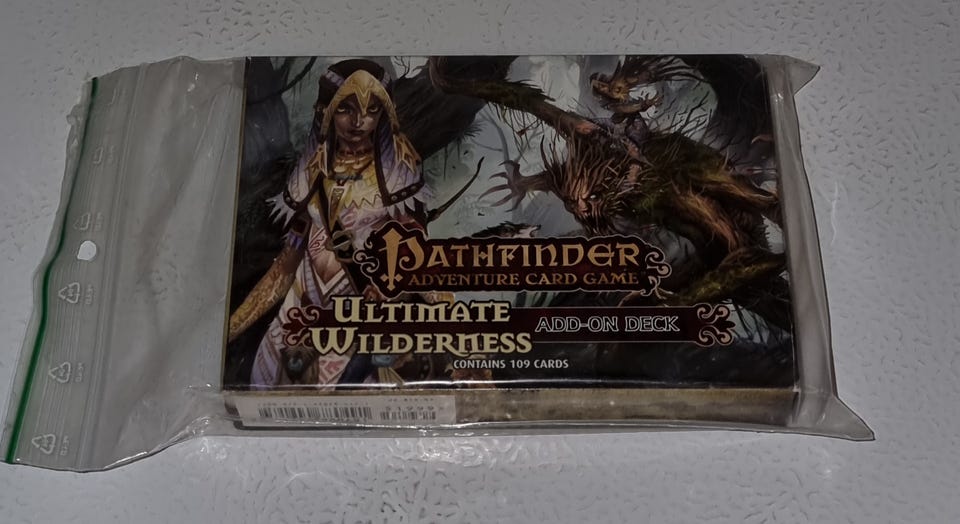 PATHFINDER
ADVENTURE CARD GAME
ULTIMATE
WILDERNESS
ADD-ON DECK
CONTAINS 109 CARDS